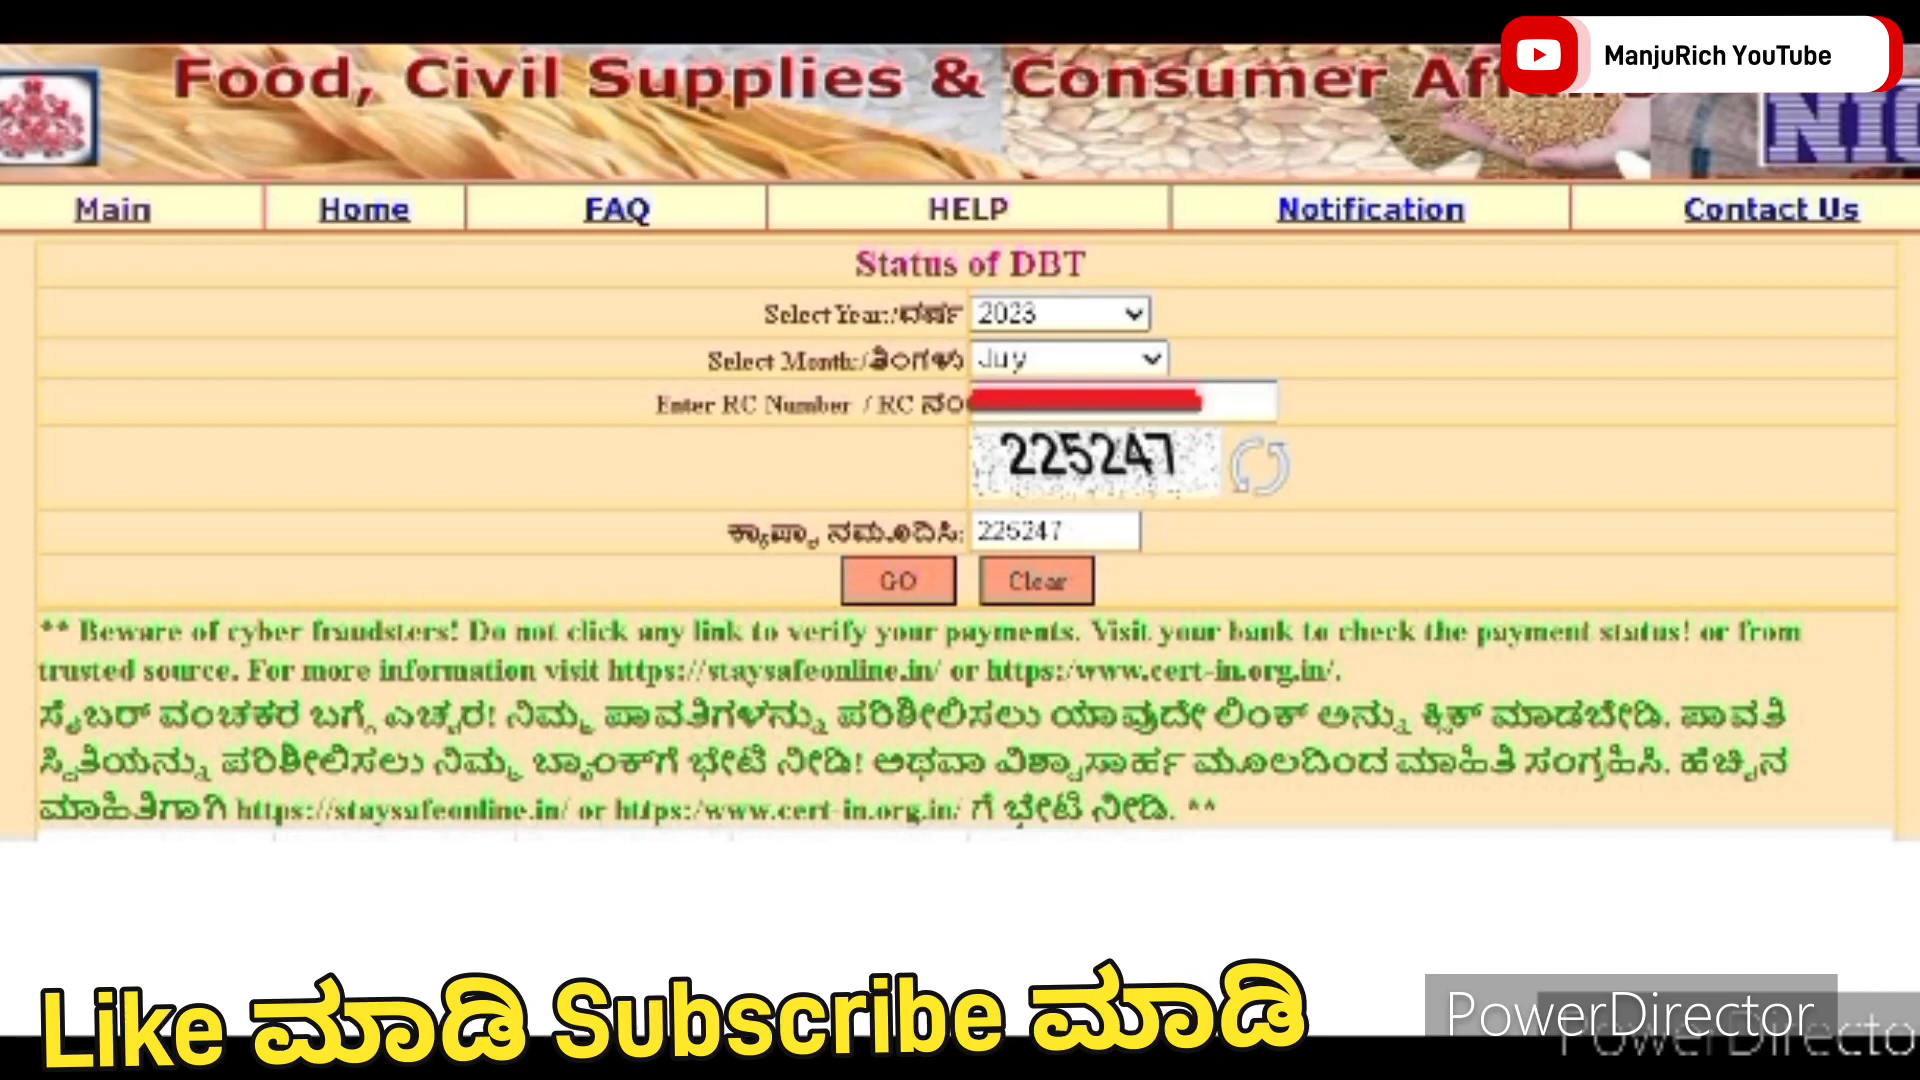 ManjuRich YouTube
Food, Civil Supplies & Consumer
Main Home FAQ HELP Notification Contact Us
Status of DBT
Select Year:/ವರ್ಷ 2023
Select Month:/ತಿಂಗಳು Juy
Enter RC Number / RC ನಂ
225247
ಕ್ಯಾಪ್ಚಾ ನಮೂದಿಸಿ: 225247
GO Clear
** Beware of cyber fraudsters! Do not click any link to verify your payments. Visit your bank to check the payment status! or from
trusted source. For more information visit https://staysafeonline.in/ or https:/www.cert-in.org.in/.
ಸೈಬರ್ ವಂಚಕರ ಬಗ್ಗೆ ಎಚ್ಚರ! ನಿಮ್ಮ ಪಾವತಿಗಳನ್ನು ಪರಿಶೀಲಿಸಲು ಯಾವುದೇ ಲಿಂಕ್ ಅನ್ನು ಕ್ಲಿಕ್ ಮಾಡಬೇಡಿ. ಪಾವತಿ
ಸ್ಥಿತಿಯನ್ನು ಪರಿಶೀಲಿಸಲು ನಿಮ್ಮ ಬ್ಯಾಂಕ್‌ಗೆ ಭೇಟಿ ನೀಡಿ! ಅಥವಾ ವಿಶ್ವಾಸಾರ್ಹ ಮೂಲದಿಂದ ಮಾಹಿತಿ ಸಂಗ್ರಹಿಸಿ. ಹೆಚ್ಚಿನ
ಮಾಹಿತಿಗಾಗಿ https://staysafeonline.in/ or https:/www.cert-in.org.in/ ಗೆ ಭೇಟಿ ನೀಡಿ. **
Like ಮಾಡಿ Subscribe ಮಾಡಿ
PowerDirector